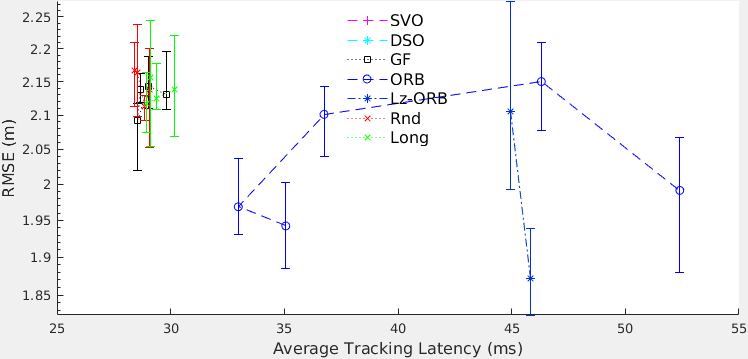 2.25
2.2
2.15
2.1
2.05
2
1.95
1.9
1.85
RMSE (m)
SVO
DSO
GF
ORB
Lz-ORB
Rnd
Long
25 30 35 40 45 50 55
Average Tracking Latency (ms)